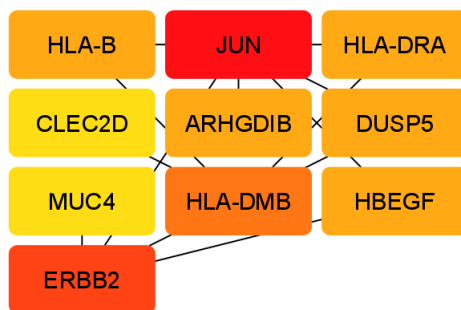 HLA-B JUN HLA-DRA
CLEC2D ARHGDIB DUSP5
MUC4 HLA-DMB HBEGF
ERBB2